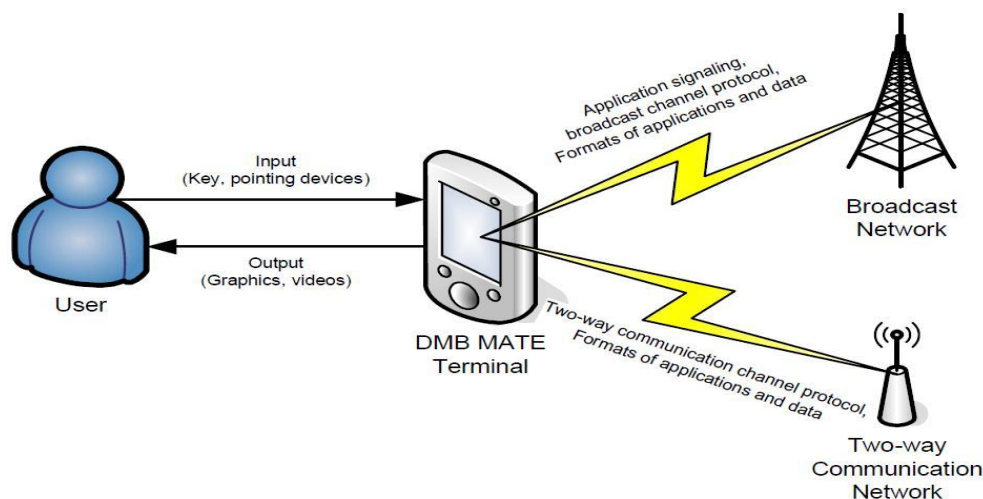 Application signaling,
broadcast channel protocol,
Formats of applications and data
Input
(Key, pointing devices)
Output
(Graphics, videos)
User
DMB MATE
Terminal
Broadcast
Network
Two-way communication channel protocol,
Formats of applications and data
Two-way
Communication
Network